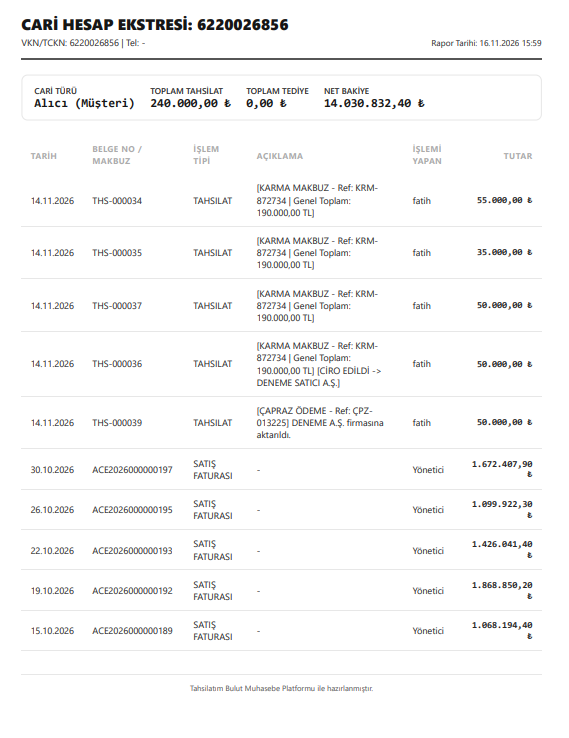 CARİ HESAP EKSTRESİ: 6220026856
VKN/TCKN: 6220026856 | Tel: -
Rapor Tarihi: 16.11.2026 15:59
CARİ TÜRÜ
Alıcı (Müşteri)
TOPLAM TAHSİLAT
240.000,00 ₺
TOPLAM TEDİYE
0,00 ₺
NET BAKİYE
14.030.832,40 ₺
TARİH
BELGE NO /
MAKBUZ
İŞLEM
TİPİ
AÇIKLAMA
İŞLEMİ
YAPAN
TUTAR
14.11.2026
THS-000034
TAHSILAT
[KARMA MAKBUZ - Ref: KRM-
872734 | Genel Toplam:
190.000,00 TL]
fatih
55.000,00 ₺
14.11.2026
THS-000035
TAHSILAT
[KARMA MAKBUZ - Ref: KRM-
872734 | Genel Toplam:
190.000,00 TL]
fatih
35.000,00 ₺
14.11.2026
THS-000037
TAHSILAT
[KARMA MAKBUZ - Ref: KRM-
872734 | Genel Toplam:
190.000,00 TL]
fatih
50.000,00 ₺
14.11.2026
THS-000036
TAHSILAT
[KARMA MAKBUZ - Ref: KRM-
872734 | Genel Toplam:
190.000,00 TL] [CİRO EDİLDİ ->
DENEME SATICI A.Ş.]
fatih
50.000,00 ₺
14.11.2026
THS-000039
TAHSILAT
[ÇAPRAZ ÖDEME - Ref: ÇPZ-
013225] DENEME A.Ş. firmasına
aktarıldı.
fatih
50.000,00 ₺
30.10.2026
ACE2026000000197
SATIŞ
FATURASI
-
Yönetici
1.672.407,90
₺
26.10.2026
ACE2026000000195
SATIŞ
FATURASI
-
Yönetici
1.099.922,30
₺
22.10.2026
ACE2026000000193
SATIŞ
FATURASI
-
Yönetici
1.426.041,40
₺
19.10.2026
ACE2026000000192
SATIŞ
FATURASI
-
Yönetici
1.868.850,20
₺
15.10.2026
ACE2026000000189
SATIŞ
FATURASI
-
Yönetici
1.068.194,40
₺
Tahsilatım Bulut Muhasebe Platformu ile hazırlanmıştır.